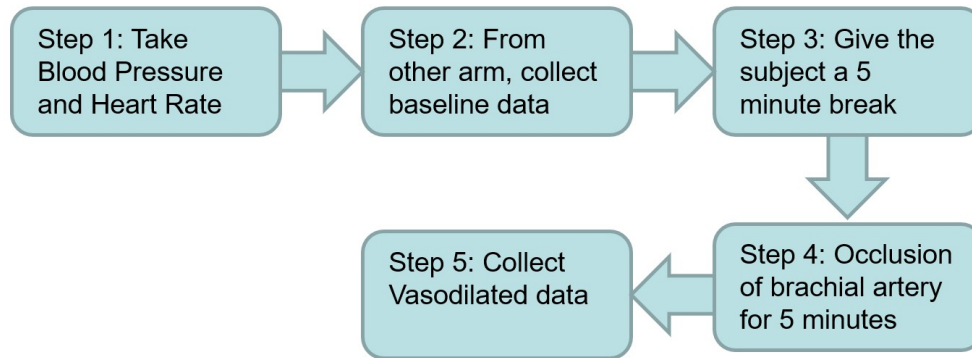 Step 1: Take
Blood Pressure
and Heart Rate
Step 2: From
other arm, collect
baseline data
Step 3: Give the
subject a 5
minute break
Step 4: Occlusion
of brachial artery
for 5 minutes
Step 5: Collect
Vasodilated data